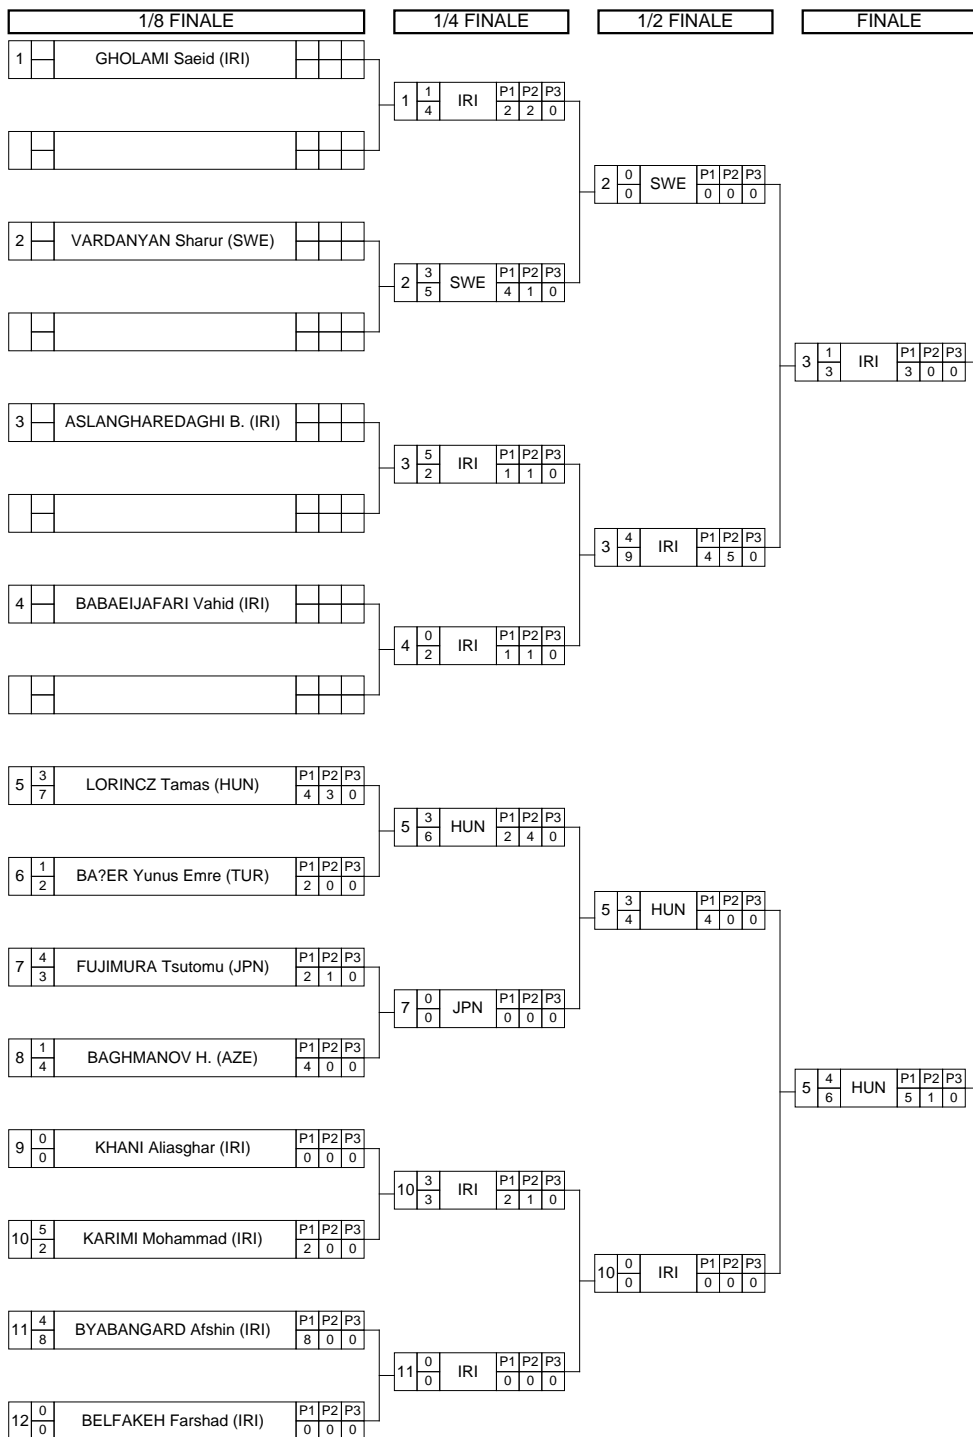 1/8 FINALE 1/4 FINALE 1/2 FINALE FINALE
1 GHOLAMI Saeid (IRI)
1 1 4 IRI P1 P2 P3 2 2 0
2 0 0 SWE P1 P2 P3 0 0 0
2 VARDANYAN Sharur (SWE)
2 3 5 SWE P1 P2 P3 4 1 0
3 1 3 IRI P1 P2 P3 3 0 0
3 ASLANGHAREDAGHI B. (IRI)
3 5 2 IRI P1 P2 P3 1 1 0
3 4 9 IRI P1 P2 P3 4 5 0
4 BABAEIJAFARI Vahid (IRI)
4 0 2 IRI P1 P2 P3 1 1 0
5 3 7 LORINCZ Tamas (HUN) P1 P2 P3 4 3 0
5 3 6 HUN P1 P2 P3 2 4 0
6 1 2 BA?ER Yunus Emre (TUR) P1 P2 P3 2 0 0
5 3 4 HUN P1 P2 P3 4 0 0
7 4 3 FUJIMURA Tsutomu (JPN) P1 P2 P3 2 1 0
7 0 0 JPN P1 P2 P3 0 0 0
8 1 4 BAGHMANOV H. (AZE) P1 P2 P3 4 0 0
5 4 6 HUN P1 P2 P3 5 1 0
9 0 0 KHANI Aliasghar (IRI) P1 P2 P3 0 0 0
10 3 3 IRI P1 P2 P3 2 1 0
10 5 2 KARIMI Mohammad (IRI) P1 P2 P3 2 0 0
10 0 0 IRI P1 P2 P3 0 0 0
11 4 8 BYABANGARD Afshin (IRI) P1 P2 P3 8 0 0
11 0 0 IRI P1 P2 P3 0 0 0
12 0 0 BELFAKEH Farshad (IRI) P1 P2 P3 0 0 0